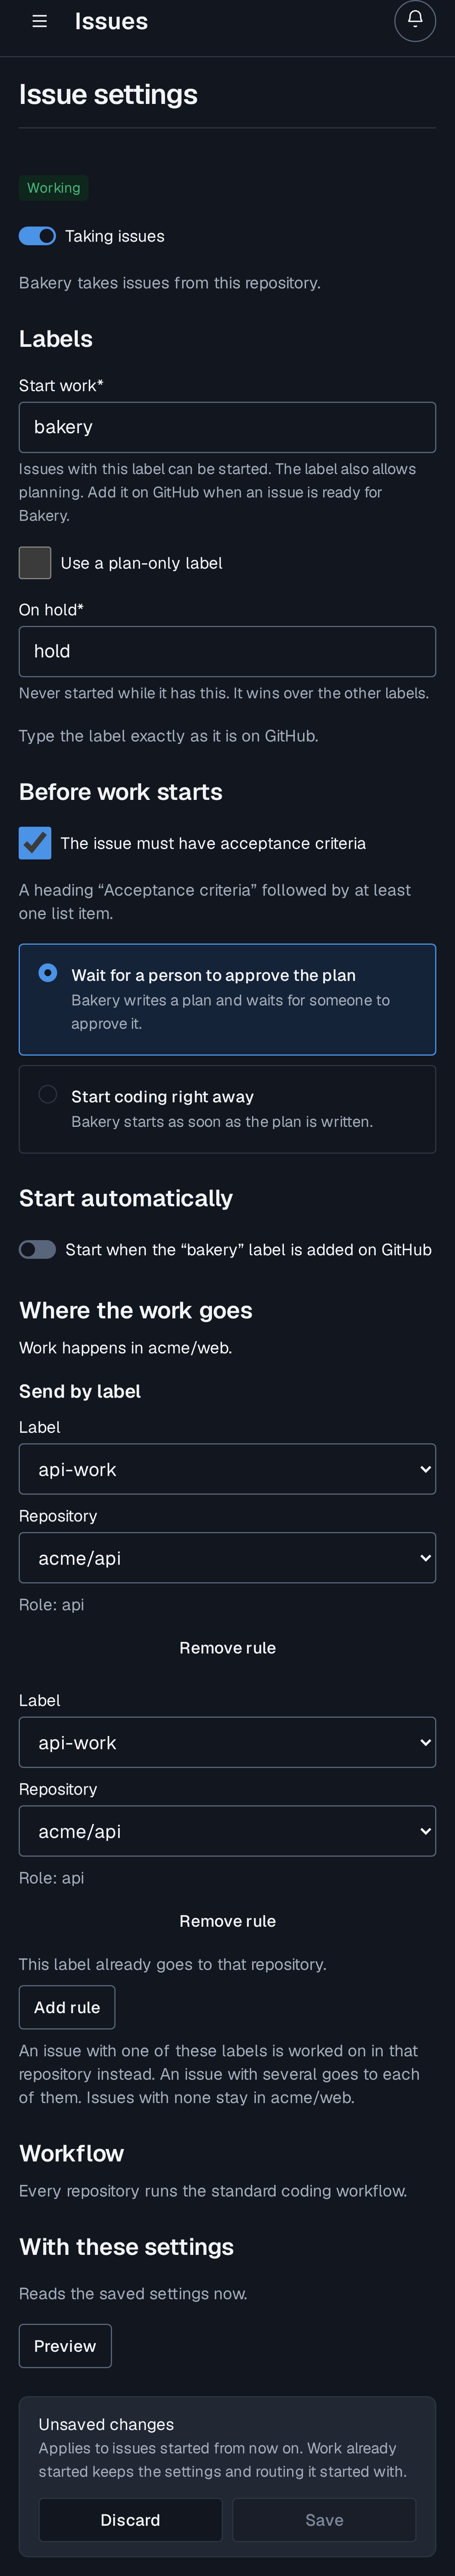 Issues
Issue settings
Working
Taking issues
Bakery takes issues from this repository.
Labels
Start work*
bakery
Issues with this label can be started. The label also allows
planning. Add it on GitHub when an issue is ready for
Bakery.
Use a plan-only label
On hold*
hold
Never started while it has this. It wins over the other labels.
Type the label exactly as it is on GitHub.
Before work starts
The issue must have acceptance criteria
A heading “Acceptance criteria” followed by at least
one list item.
Wait for a person to approve the plan
Bakery writes a plan and waits for someone to
approve it.
Start coding right away
Bakery starts as soon as the plan is written.
Start automatically
Start when the “bakery” label is added on GitHub
Where the work goes
Work happens in acme/web.
Send by label
Label
api-work
Repository
acme/api
Role: api
Remove rule
Label
api-work
Repository
acme/api
Role: api
Remove rule
This label already goes to that repository.
Add rule
An issue with one of these labels is worked on in that
repository instead. An issue with several goes to each
of them. Issues with none stay in acme/web.
Workflow
Every repository runs the standard coding workflow.
With these settings
Reads the saved settings now.
Preview
Unsaved changes
Applies to issues started from now on. Work already
started keeps the settings and routing it started with.
Discard
Save